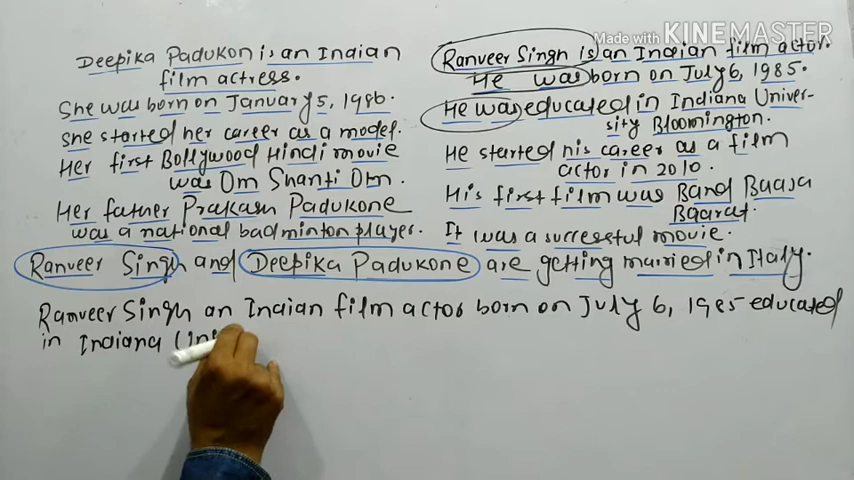 Made with KINEMASTER
Deepika Padukon is an Indian
film actress.
She was born on January 5, 1986.
she started her career as a model.
Her first Bollywood Hindi movie
was Om Shanti Om.
Her father Prakash Padukone
was a national badminton player.
Ranveer Singh is an Indian film actor.
He was born on July 6, 1985.
He was educated in Indiana Univer-
sity Bloomington.
He started his career as a film
actor in 2010.
His first film was Band Baaja
Baarat.
It was a successful movie.
Ranveer Singh and Deepika Padukone are getting married in Italy.
Ranveer Singh an Indian film actor born on July 6, 1985 educated
in Indiana Uni